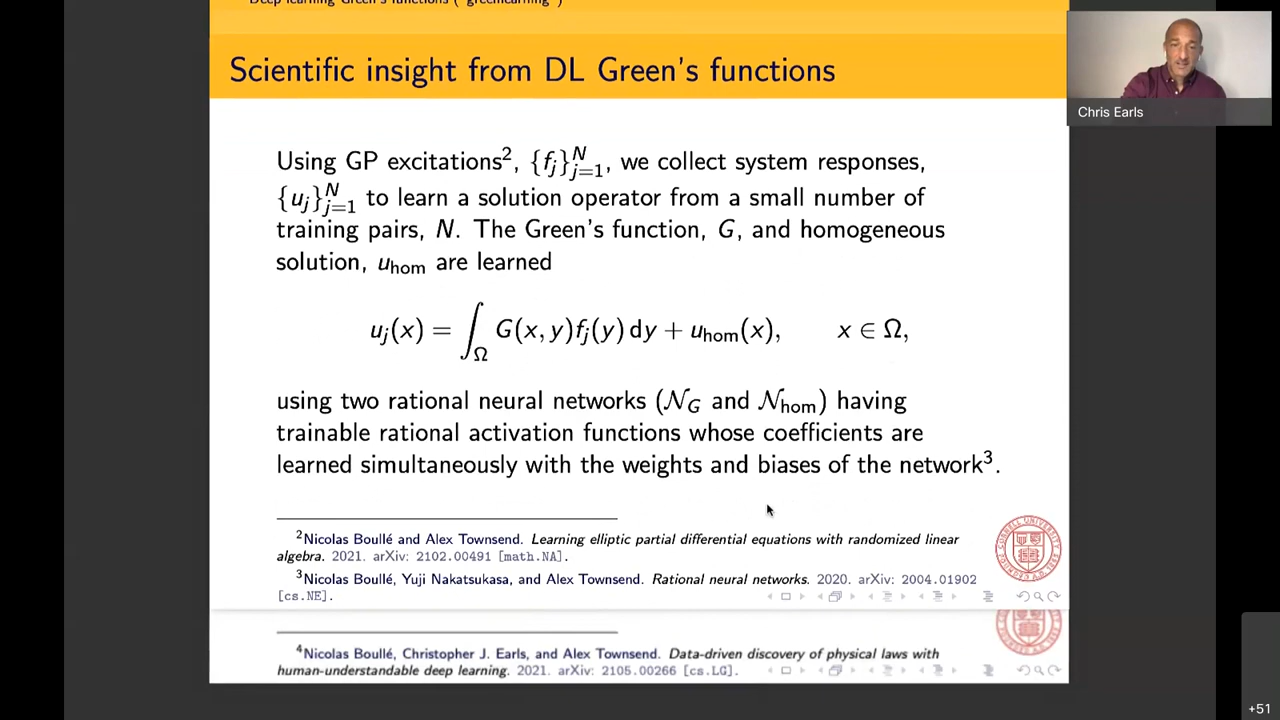 Deep learning Green's functions ("greenlearning")
Scientific insight from DL Green's functions
Chris Earls
Using GP excitations², {f_j}_{j=1}^N, we collect system responses,
{u_j}_{j=1}^N to learn a solution operator from a small number of
training pairs, N. The Green's function, G, and homogeneous
solution, u_hom are learned
u_j(x) = ∫_Ω G(x, y)f_j(y) dy + u_hom(x), x ∈ Ω,
using two rational neural networks (𝒩_G and 𝒩_hom) having
trainable rational activation functions whose coefficients are
learned simultaneously with the weights and biases of the network³.
²Nicolas Boullé and Alex Townsend. Learning elliptic partial differential equations with randomized linear
algebra. 2021. arXiv: 2102.00491 [math.NA].
³Nicolas Boullé, Yuji Nakatsukasa, and Alex Townsend. Rational neural networks. 2020. arXiv: 2004.01902
[cs.NE].
⁴Nicolas Boullé, Christopher J. Earls, and Alex Townsend. Data-driven discovery of physical laws with
human-understandable deep learning. 2021. arXiv: 2105.00266 [cs.LG].
+51